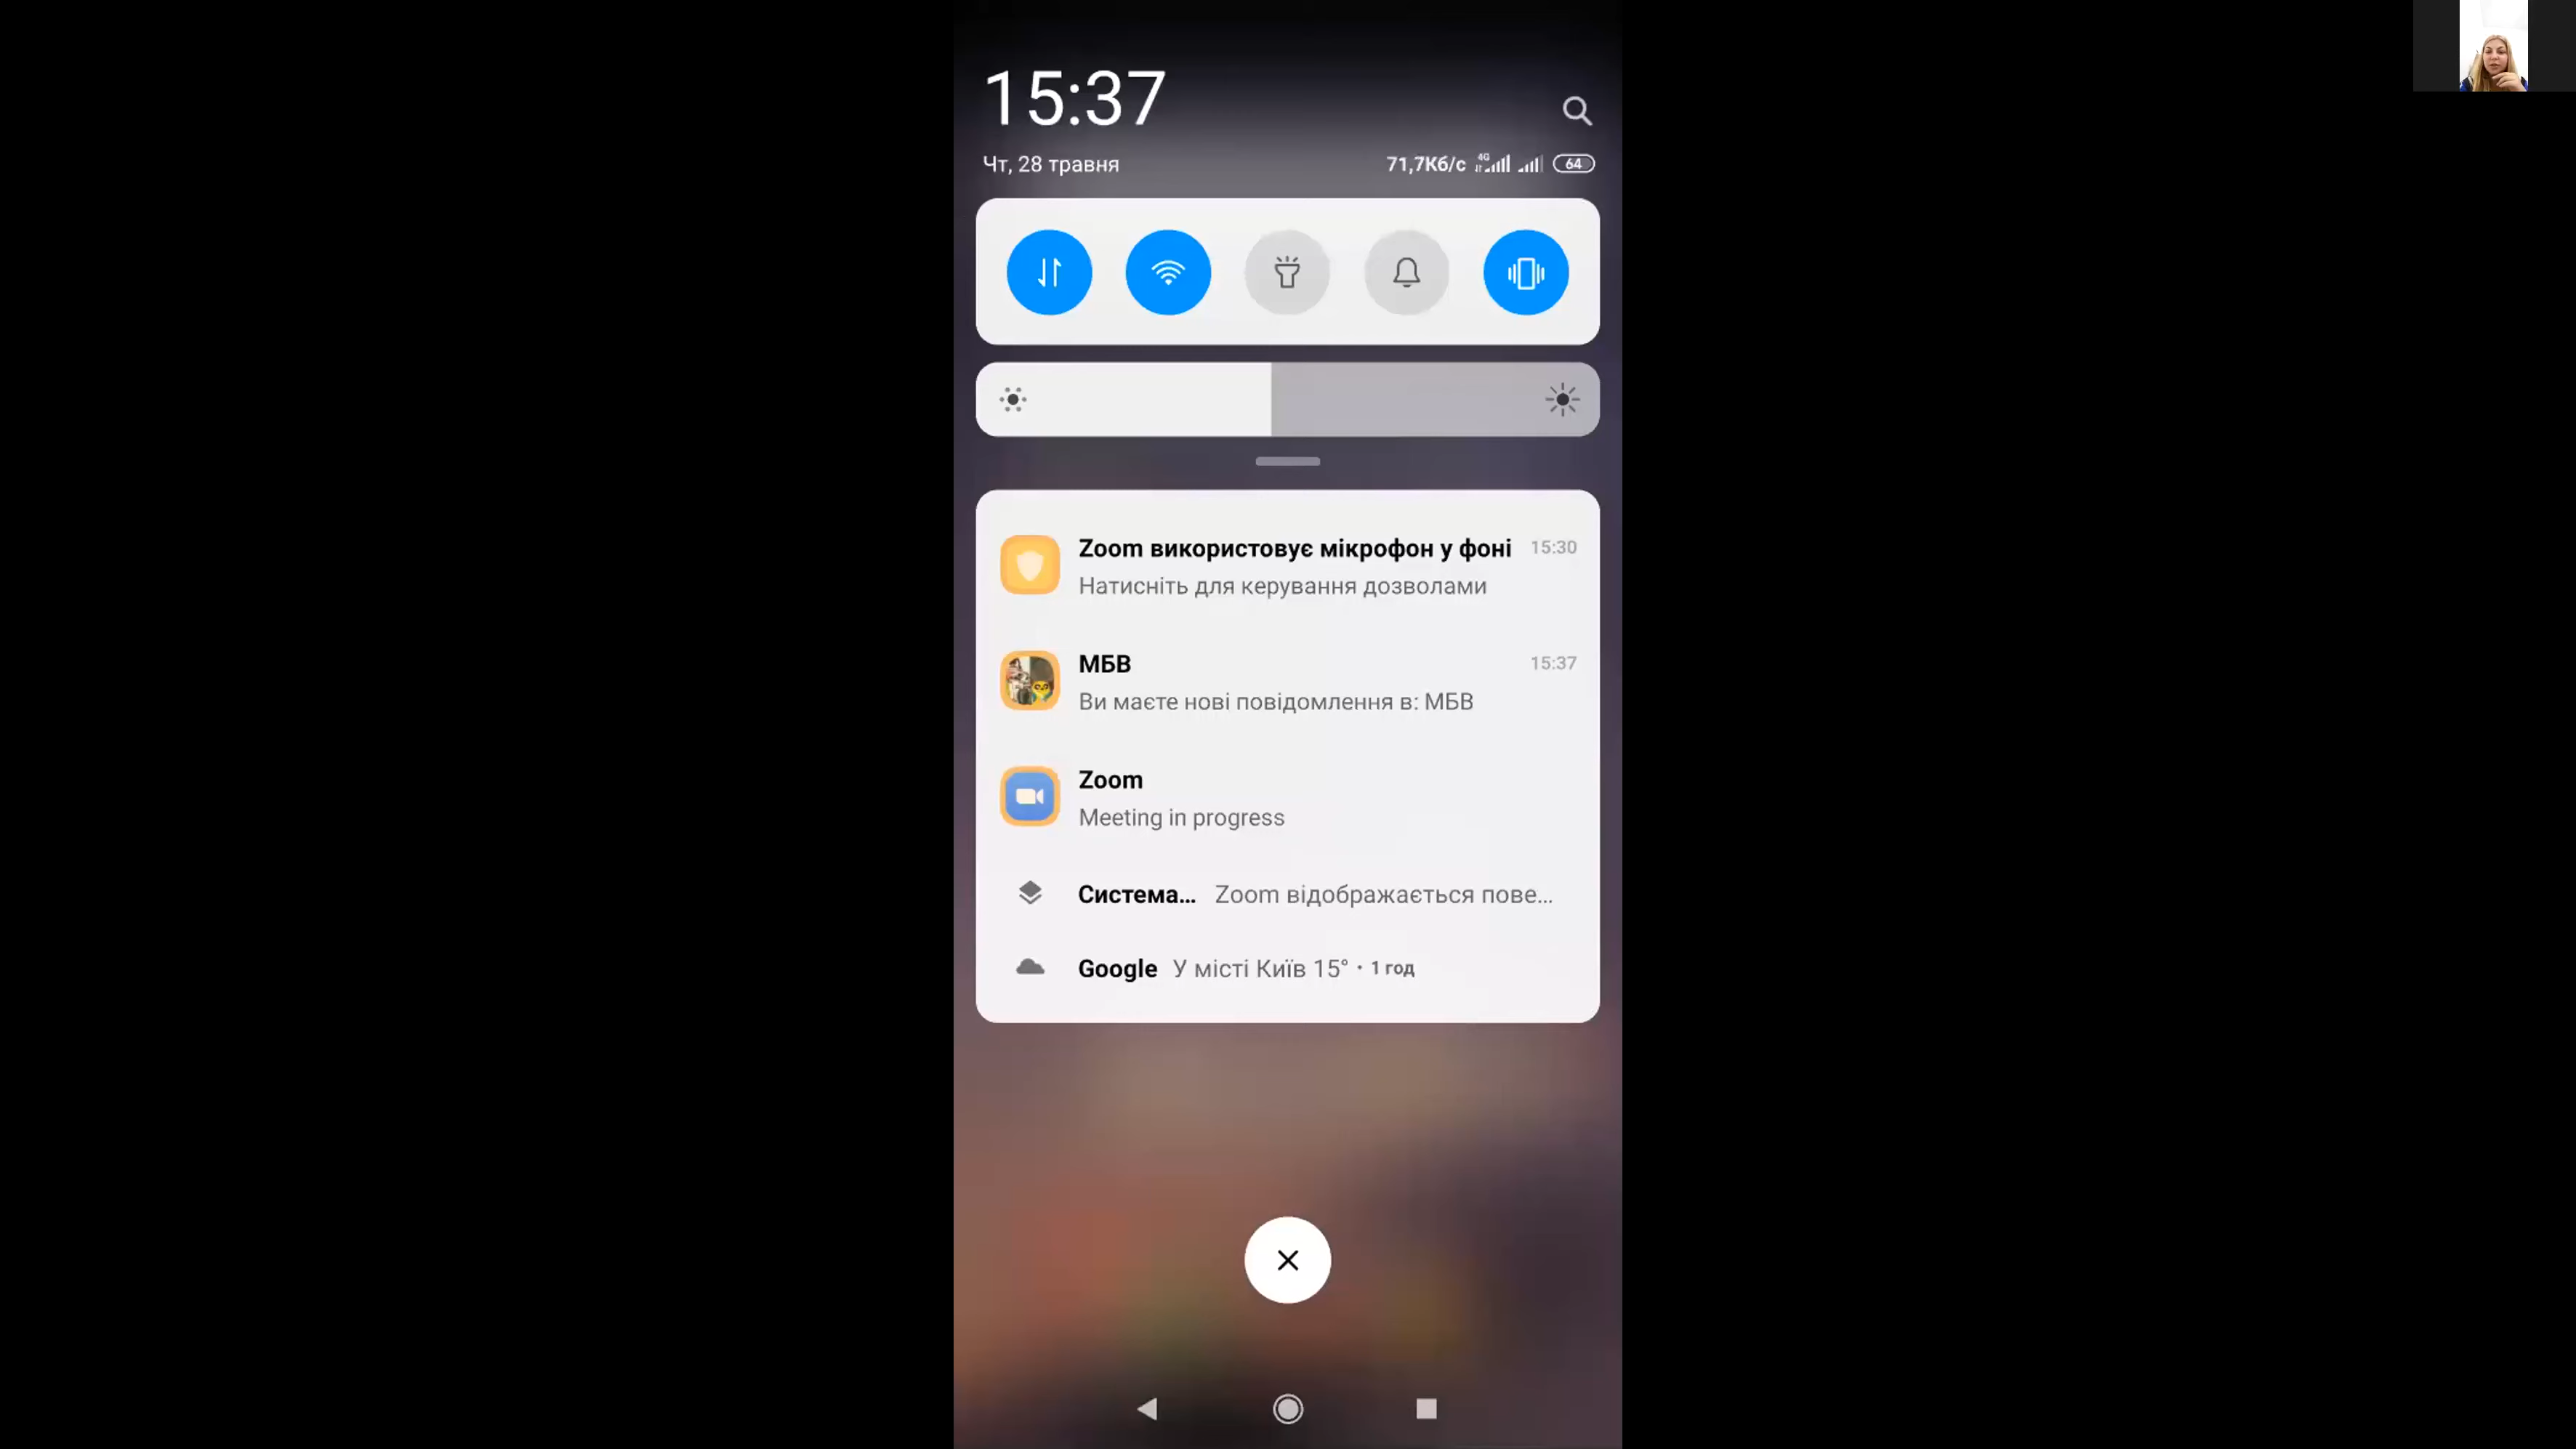 15:37
Чт, 28 травня
71,7Кб/с 4G 64
Zoom використовує мікрофон у фоні 15:30
Натисніть для керування дозволами
МБВ 15:37
Ви маєте нові повідомлення в: МБВ
Zoom
Meeting in progress
Система... Zoom відображається пове...
Google У місті Київ 15° · 1 год